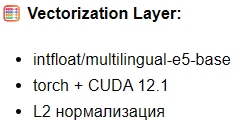 🧮 Vectorization Layer:
• intfloat/multilingual-e5-base
• torch + CUDA 12.1
• L2 нормализация